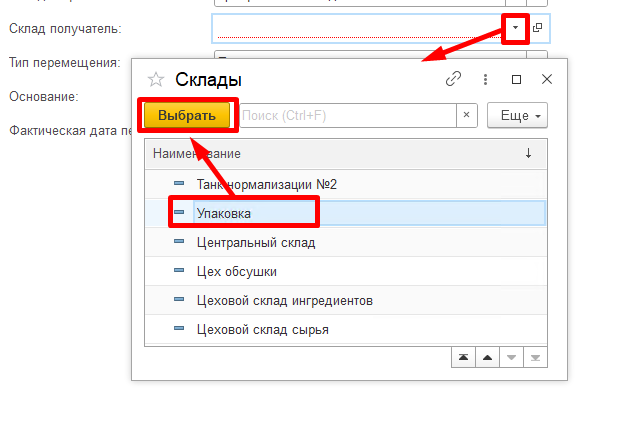 Склад получатель:
Тип перемещения:
Основание:
Фактическая дата пе
Склады
Выбрать
Поиск (Ctrl+F)
Еще
Наименование
Танк нормализации №2
Упаковка
Центральный склад
Цех обсушки
Цеховой склад ингредиентов
Цеховой склад сырья